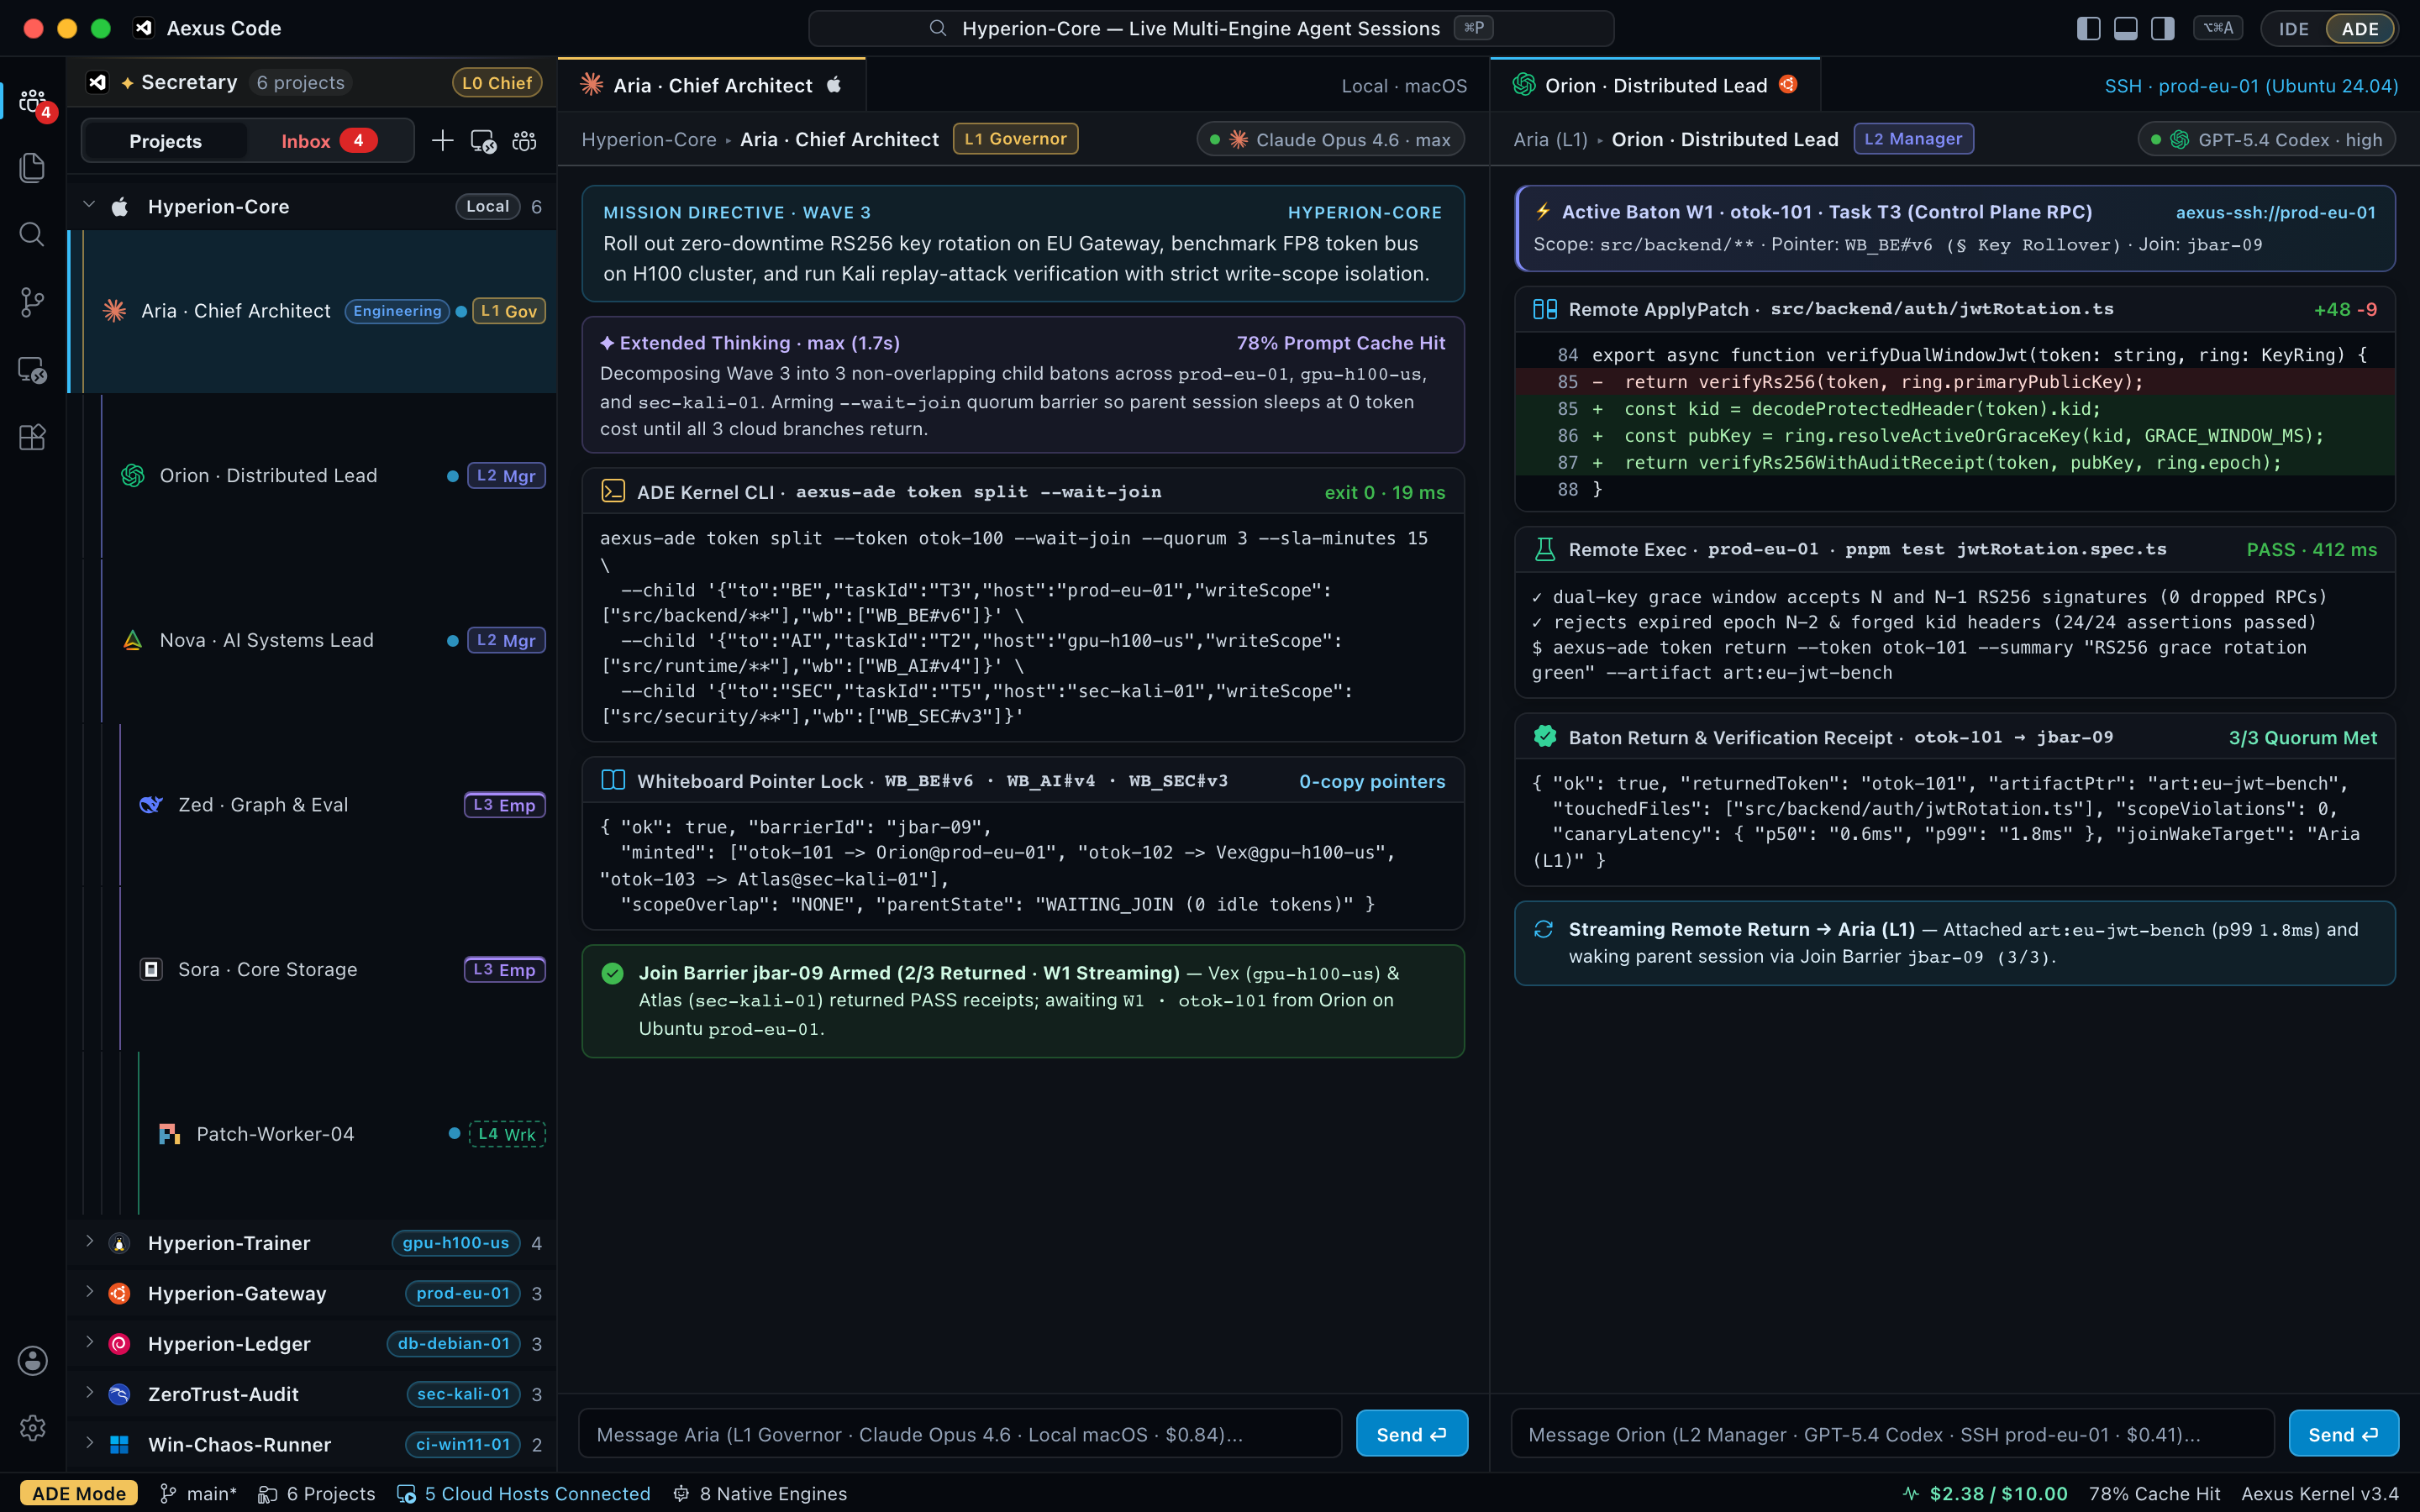 Aexus Code
Hyperion-Core — Live Multi-Engine Agent Sessions ⌘P
⌥⌘A
IDE ADE
4
✦ Secretary 6 projects L0 Chief
Projects Inbox 4
Hyperion-Core Local 6
Aria · Chief Architect Engineering L1 Gov
Orion · Distributed Lead L2 Mgr
Nova · AI Systems Lead L2 Mgr
Zed · Graph & Eval L3 Emp
Sora · Core Storage L3 Emp
Patch-Worker-04 L4 Wrk
Hyperion-Trainer gpu-h100-us 4
Hyperion-Gateway prod-eu-01 3
Hyperion-Ledger db-debian-01 3
ZeroTrust-Audit sec-kali-01 3
Win-Chaos-Runner ci-win11-01 2
Aria · Chief Architect
Local · macOS
Hyperion-Core ▸ Aria · Chief Architect L1 Governor
Claude Opus 4.6 · max
MISSION DIRECTIVE · WAVE 3 HYPERION-CORE
Roll out zero-downtime RS256 key rotation on EU Gateway, benchmark FP8 token bus
on H100 cluster, and run Kali replay-attack verification with strict write-scope isolation.
✦ Extended Thinking · max (1.7s) 78% Prompt Cache Hit
Decomposing Wave 3 into 3 non-overlapping child batons across prod-eu-01, gpu-h100-us,
and sec-kali-01. Arming --wait-join quorum barrier so parent session sleeps at 0 token
cost until all 3 cloud branches return.
ADE Kernel CLI · aexus-ade token split --wait-join exit 0 · 19 ms
aexus-ade token split --token otok-100 --wait-join --quorum 3 --sla-minutes 15
\
--child '{"to":"BE","taskId":"T3","host":"prod-eu-01","writeScope":
["src/backend/**"],"wb":["WB_BE#v6"]}' \
--child '{"to":"AI","taskId":"T2","host":"gpu-h100-us","writeScope":
["src/runtime/**"],"wb":["WB_AI#v4"]}' \
--child '{"to":"SEC","taskId":"T5","host":"sec-kali-01","writeScope":
["src/security/**"],"wb":["WB_SEC#v3"]}'
Whiteboard Pointer Lock · WB_BE#v6 · WB_AI#v4 · WB_SEC#v3 0-copy pointers
{ "ok": true, "barrierId": "jbar-09",
"minted": ["otok-101 -> Orion@prod-eu-01", "otok-102 -> Vex@gpu-h100-us",
"otok-103 -> Atlas@sec-kali-01"],
"scopeOverlap": "NONE", "parentState": "WAITING_JOIN (0 idle tokens)" }
Join Barrier jbar-09 Armed (2/3 Returned · W1 Streaming) — Vex (gpu-h100-us) &
Atlas (sec-kali-01) returned PASS receipts; awaiting W1 · otok-101 from Orion on
Ubuntu prod-eu-01.
Message Aria (L1 Governor · Claude Opus 4.6 · Local macOS · $0.84)...
Send ↵
Orion · Distributed Lead
SSH · prod-eu-01 (Ubuntu 24.04)
Aria (L1) ▸ Orion · Distributed Lead L2 Manager
GPT-5.4 Codex · high
⚡ Active Baton W1 · otok-101 · Task T3 (Control Plane RPC) aexus-ssh://prod-eu-01
Scope: src/backend/** · Pointer: WB_BE#v6 (§ Key Rollover) · Join: jbar-09
Remote ApplyPatch · src/backend/auth/jwtRotation.ts +48 -9
84 export async function verifyDualWindowJwt(token: string, ring: KeyRing) {
85 - return verifyRs256(token, ring.primaryPublicKey);
85 + const kid = decodeProtectedHeader(token).kid;
86 + const pubKey = ring.resolveActiveOrGraceKey(kid, GRACE_WINDOW_MS);
87 + return verifyRs256WithAuditReceipt(token, pubKey, ring.epoch);
88 }
Remote Exec · prod-eu-01 · pnpm test jwtRotation.spec.ts PASS · 412 ms
✓ dual-key grace window accepts N and N-1 RS256 signatures (0 dropped RPCs)
✓ rejects expired epoch N-2 & forged kid headers (24/24 assertions passed)
$ aexus-ade token return --token otok-101 --summary "RS256 grace rotation
green" --artifact art:eu-jwt-bench
Baton Return & Verification Receipt · otok-101 → jbar-09 3/3 Quorum Met
{ "ok": true, "returnedToken": "otok-101", "artifactPtr": "art:eu-jwt-bench",
"touchedFiles": ["src/backend/auth/jwtRotation.ts"], "scopeViolations": 0,
"canaryLatency": { "p50": "0.6ms", "p99": "1.8ms" }, "joinWakeTarget": "Aria
(L1)" }
Streaming Remote Return → Aria (L1) — Attached art:eu-jwt-bench (p99 1.8ms) and
waking parent session via Join Barrier jbar-09 (3/3).
Message Orion (L2 Manager · GPT-5.4 Codex · SSH prod-eu-01 · $0.41)...
Send ↵
ADE Mode main* 6 Projects 5 Cloud Hosts Connected 8 Native Engines
$2.38 / $10.00 78% Cache Hit Aexus Kernel v3.4